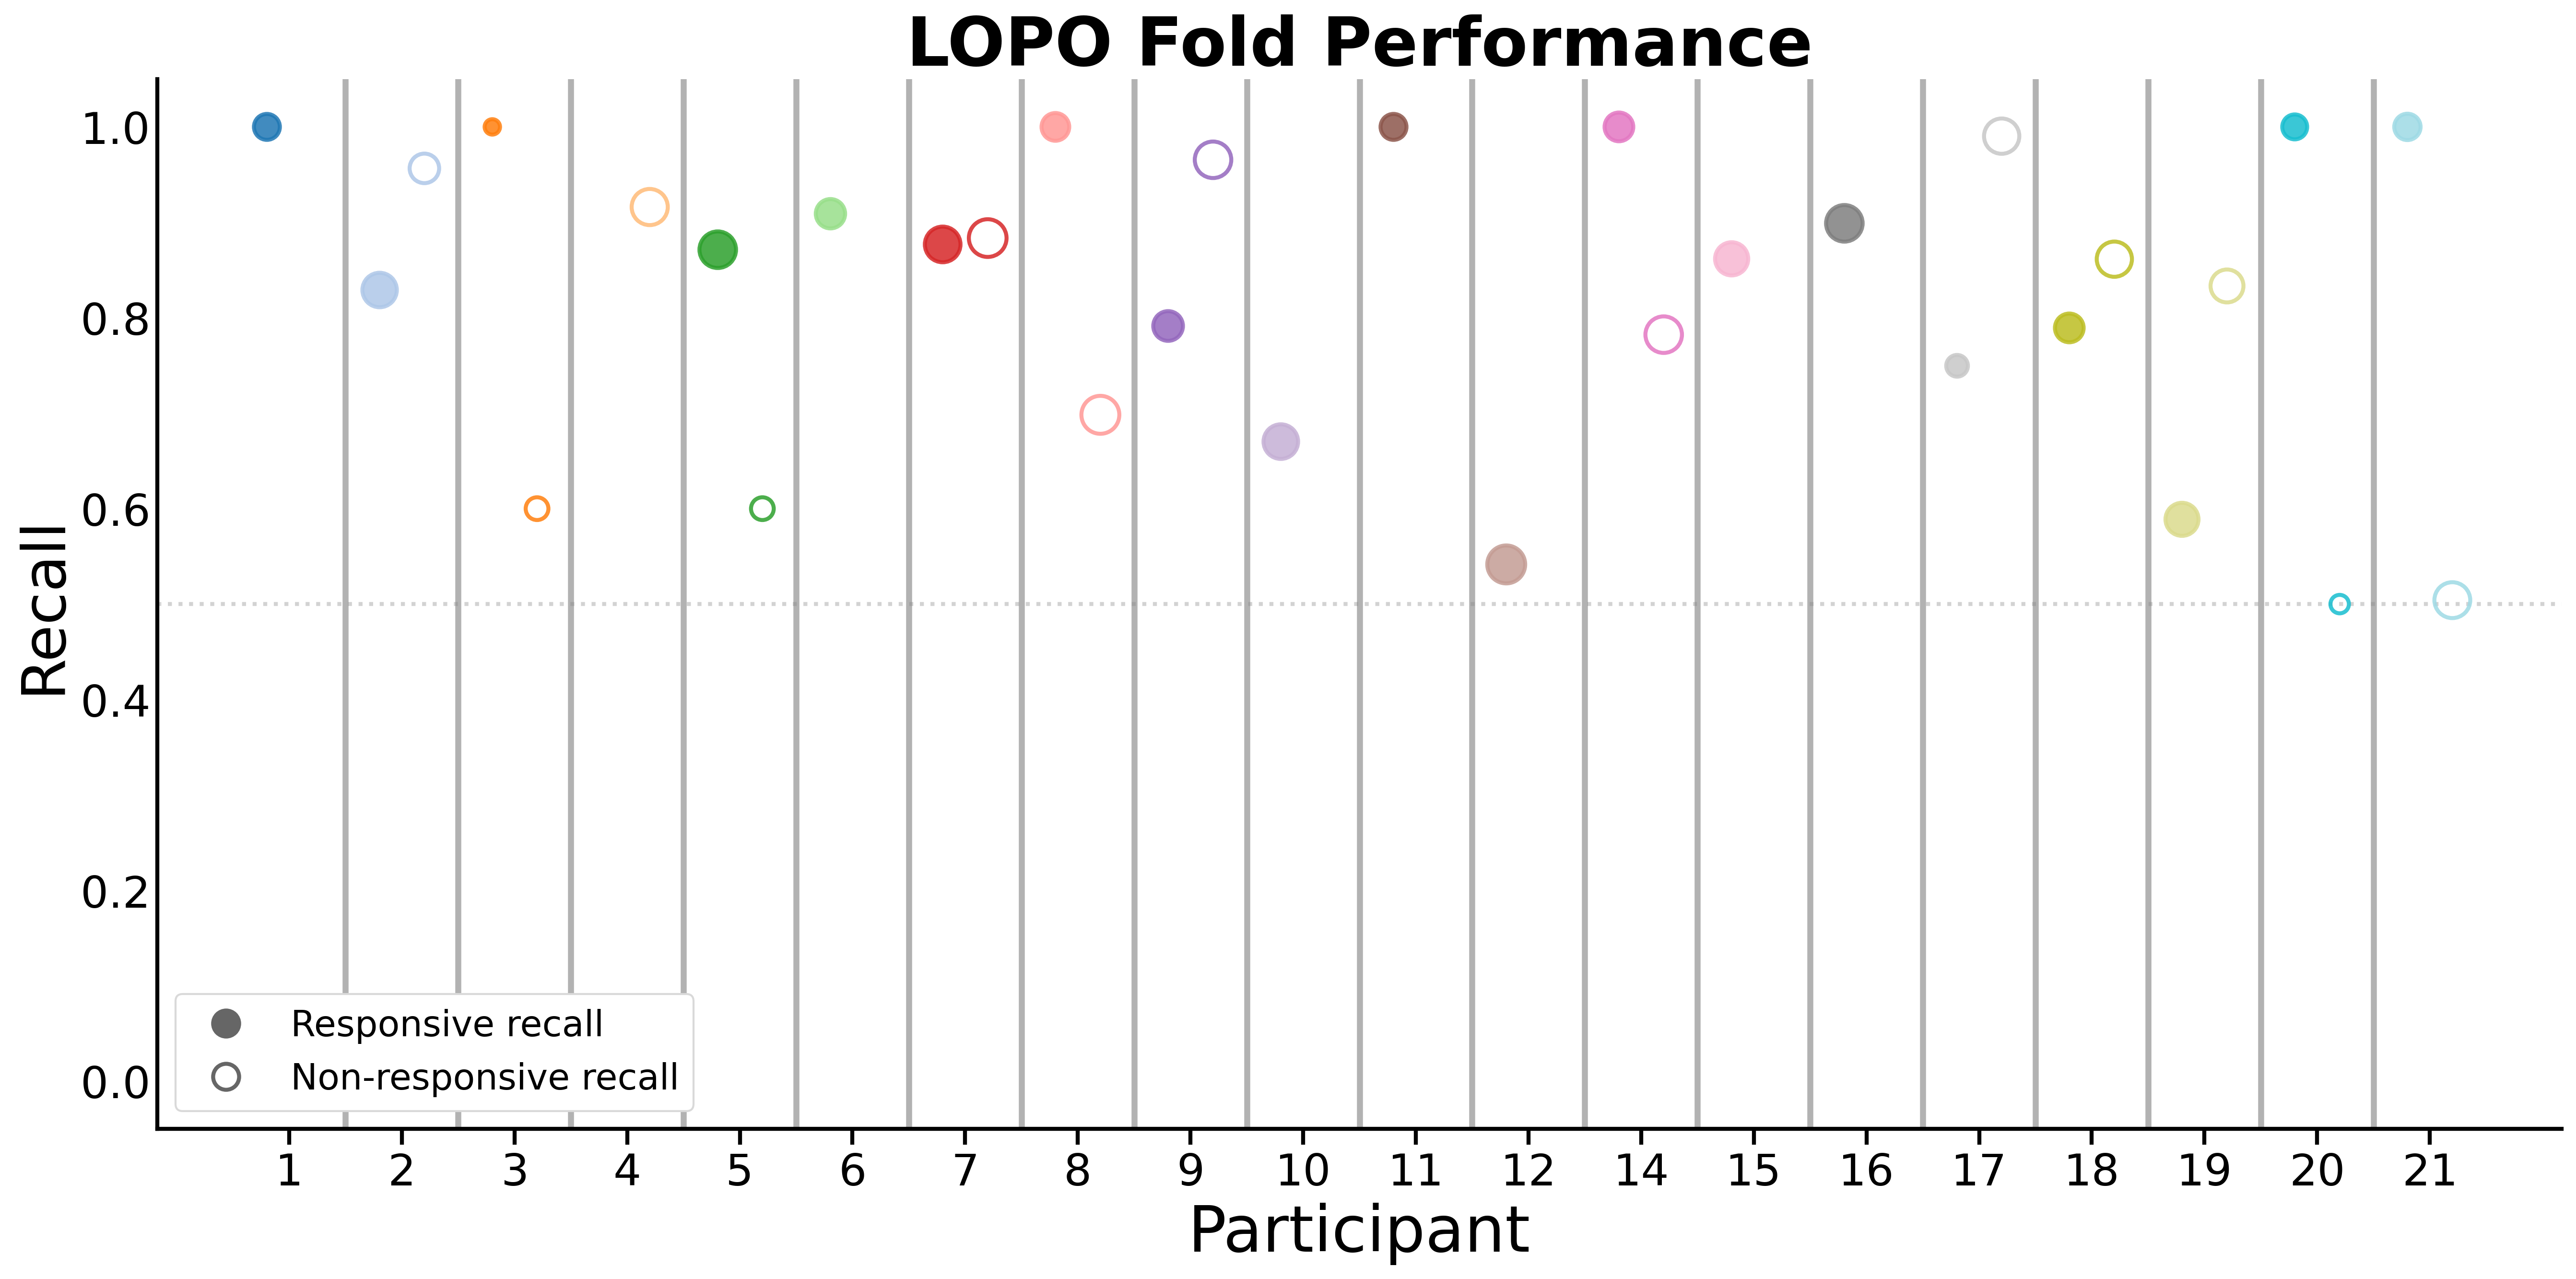 LOPO Fold Performance
Recall
1.0
0.8
0.6
0.4
0.2
0.0
Responsive recall
Non-responsive recall
1 2 3 4 5 6 7 8 9 10 11 12 14 15 16 17 18 19 20 21
Participant